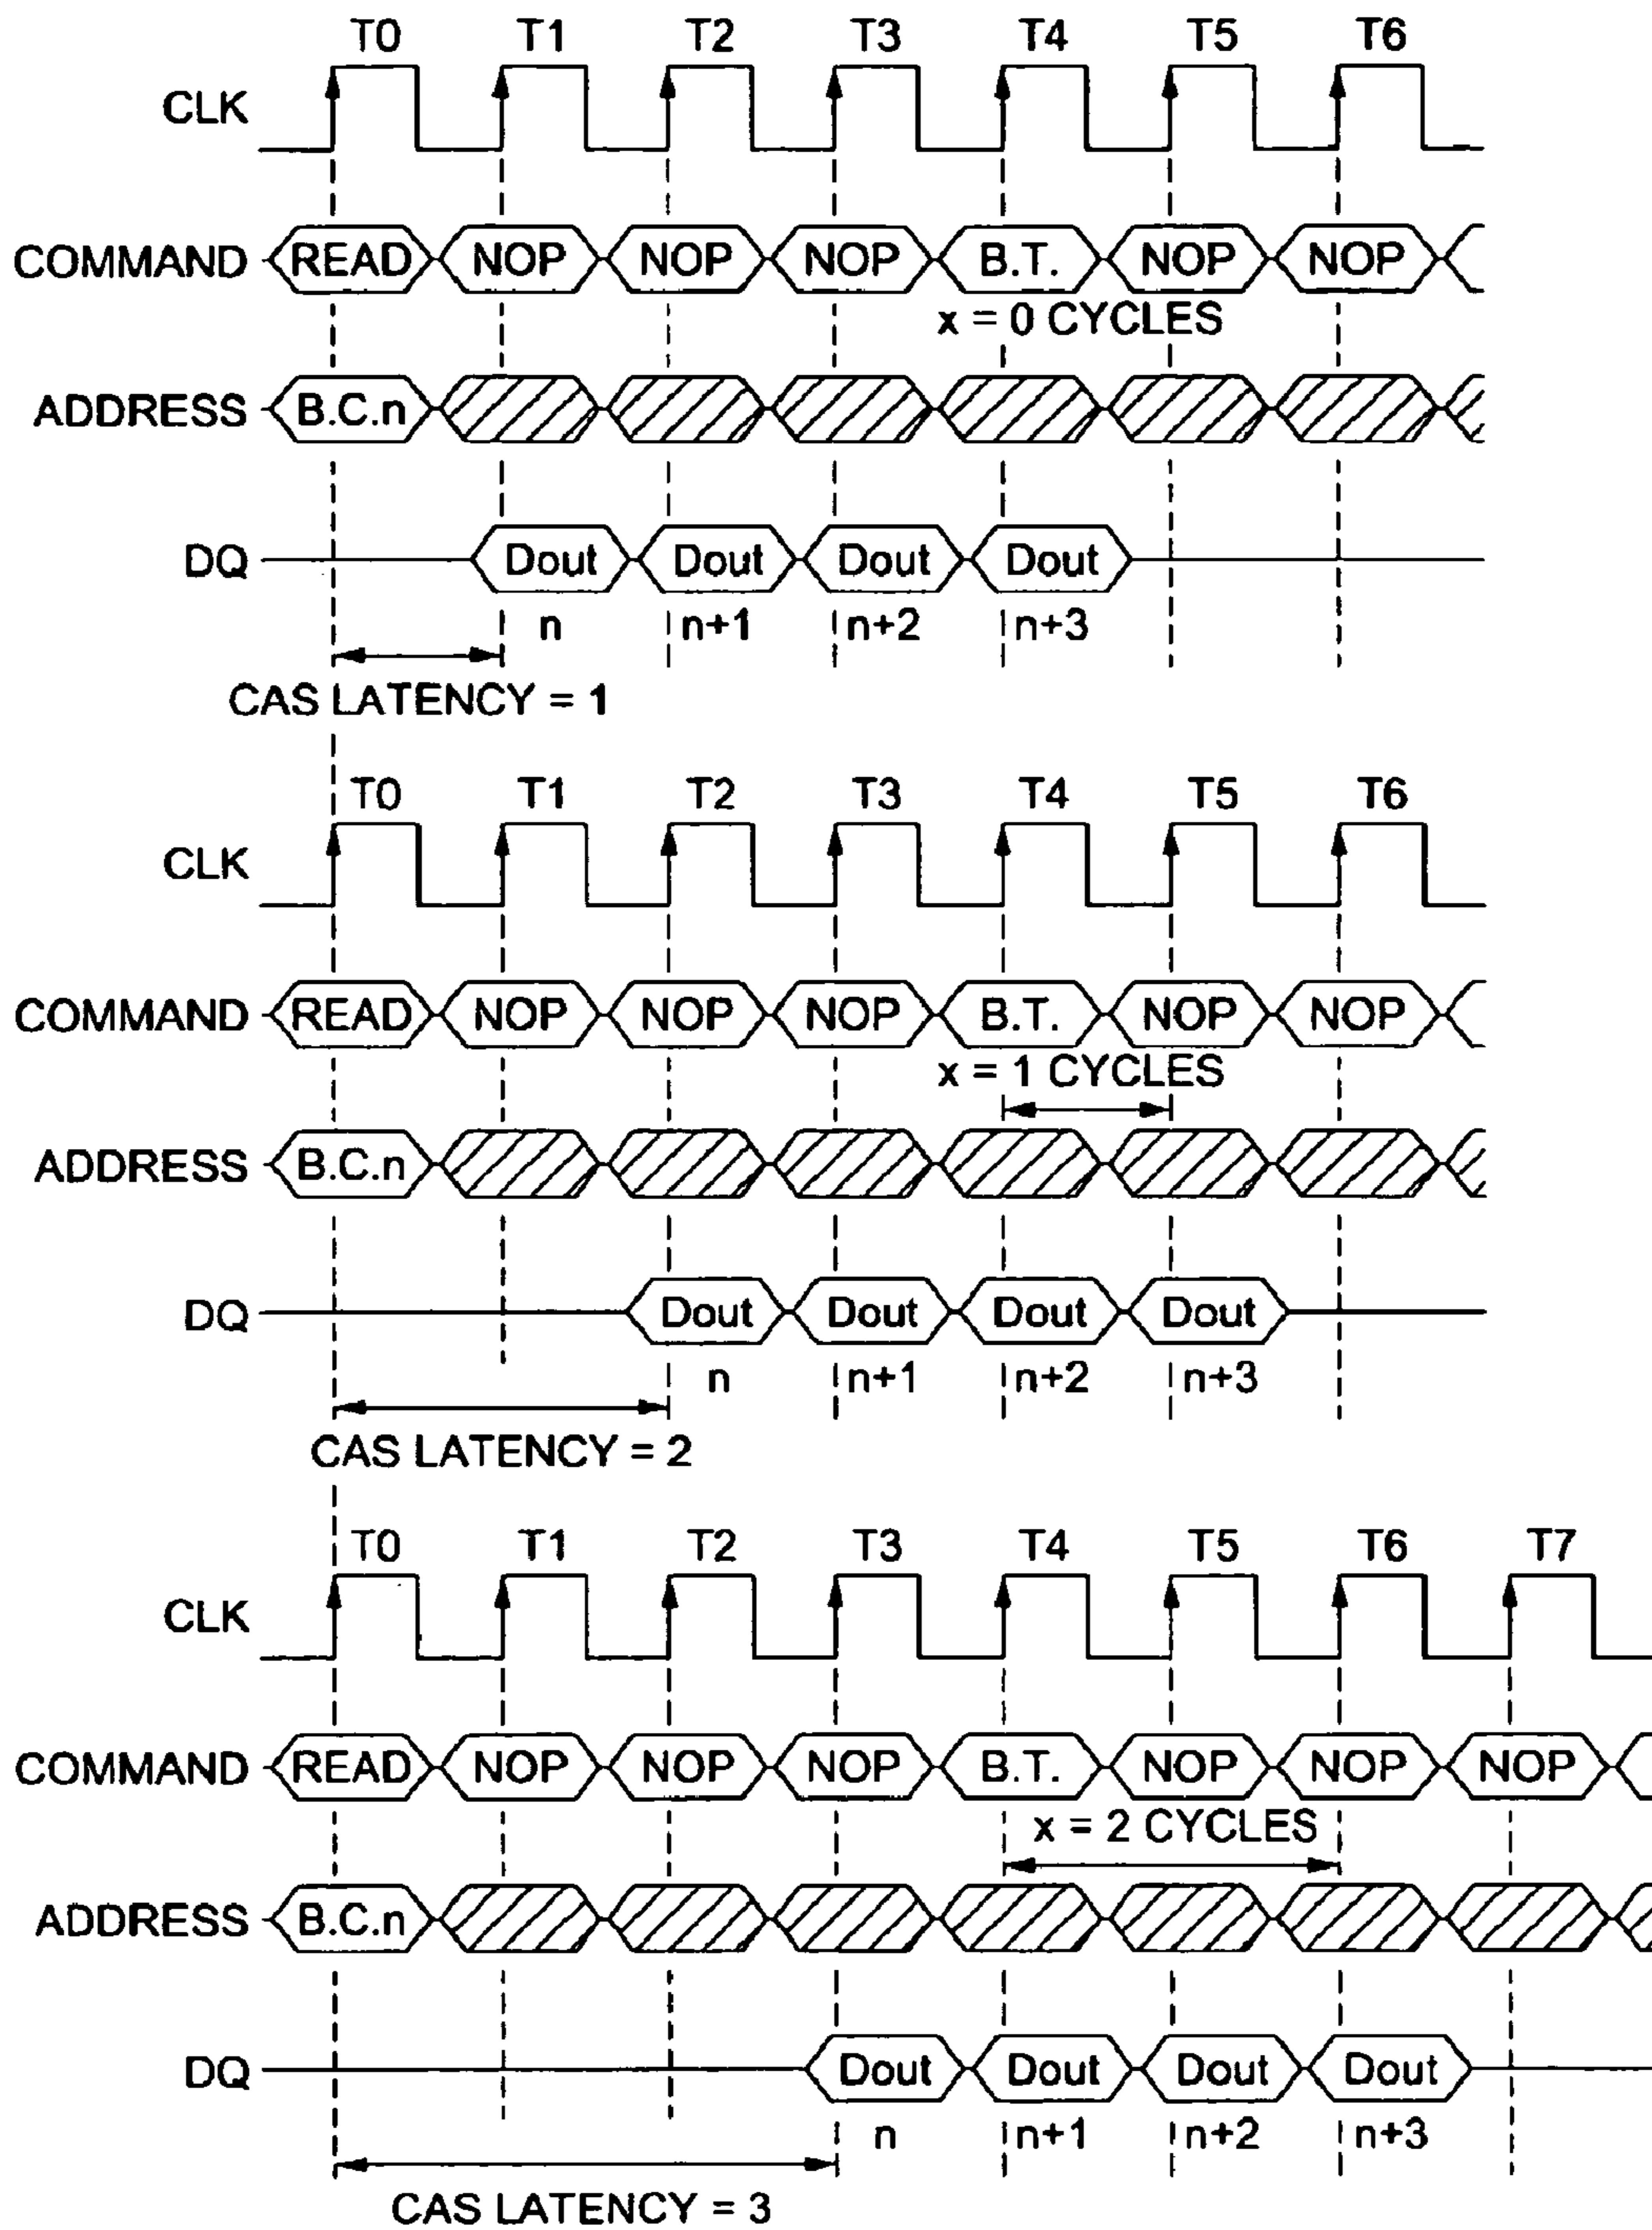 T0 T1 T2 T3 T4 T5 T6
CLK
COMMAND READ NOP NOP NOP B.T. NOP NOP
x = 0 CYCLES
ADDRESS B.C.n
DQ Dout Dout Dout Dout
n n+1 n+2 n+3
CAS LATENCY = 1
T0 T1 T2 T3 T4 T5 T6
CLK
COMMAND READ NOP NOP NOP B.T. NOP NOP
x = 1 CYCLES
ADDRESS B.C.n
DQ Dout Dout Dout Dout
n n+1 n+2 n+3
CAS LATENCY = 2
T0 T1 T2 T3 T4 T5 T6 T7
CLK
COMMAND READ NOP NOP NOP B.T. NOP NOP NOP
x = 2 CYCLES
ADDRESS B.C.n
DQ Dout Dout Dout Dout
n n+1 n+2 n+3
CAS LATENCY = 3